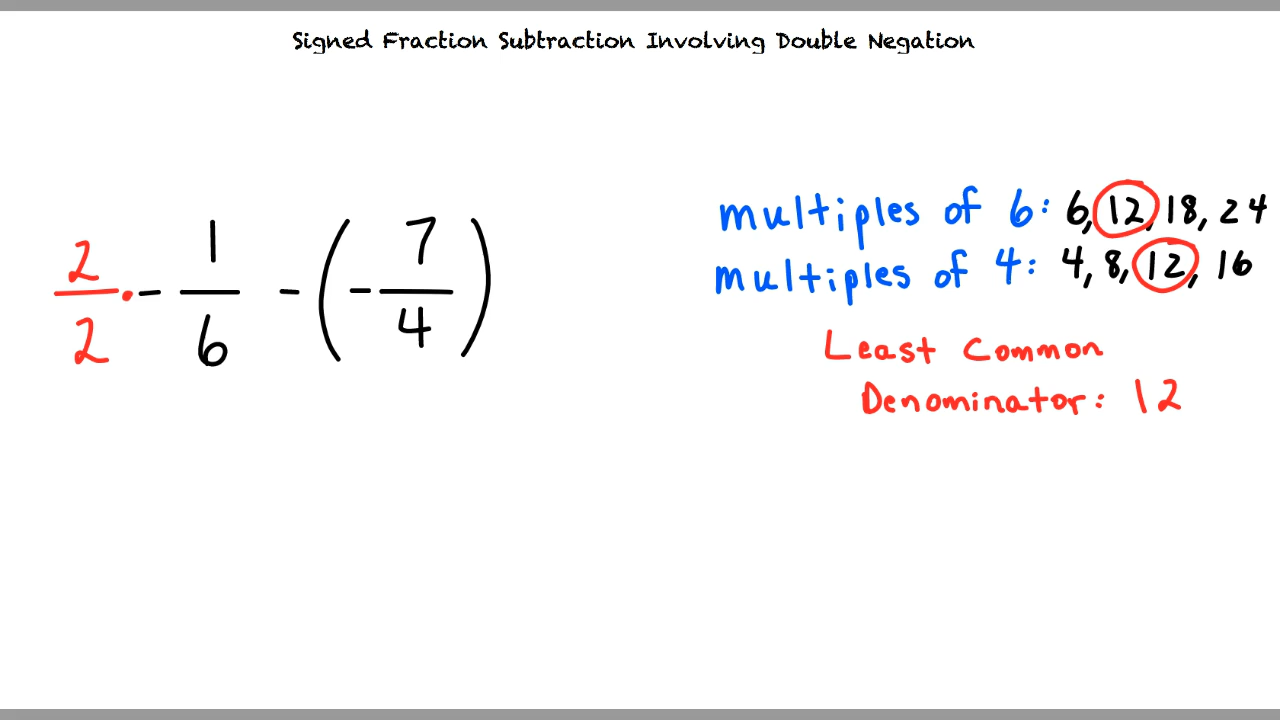 Signed Fraction Subtraction Involving Double Negation
2/2 · - 1/6 - (- 7/4)
multiples of 6: 6, 12, 18, 24
multiples of 4: 4, 8, 12, 16
Least Common
Denominator: 12